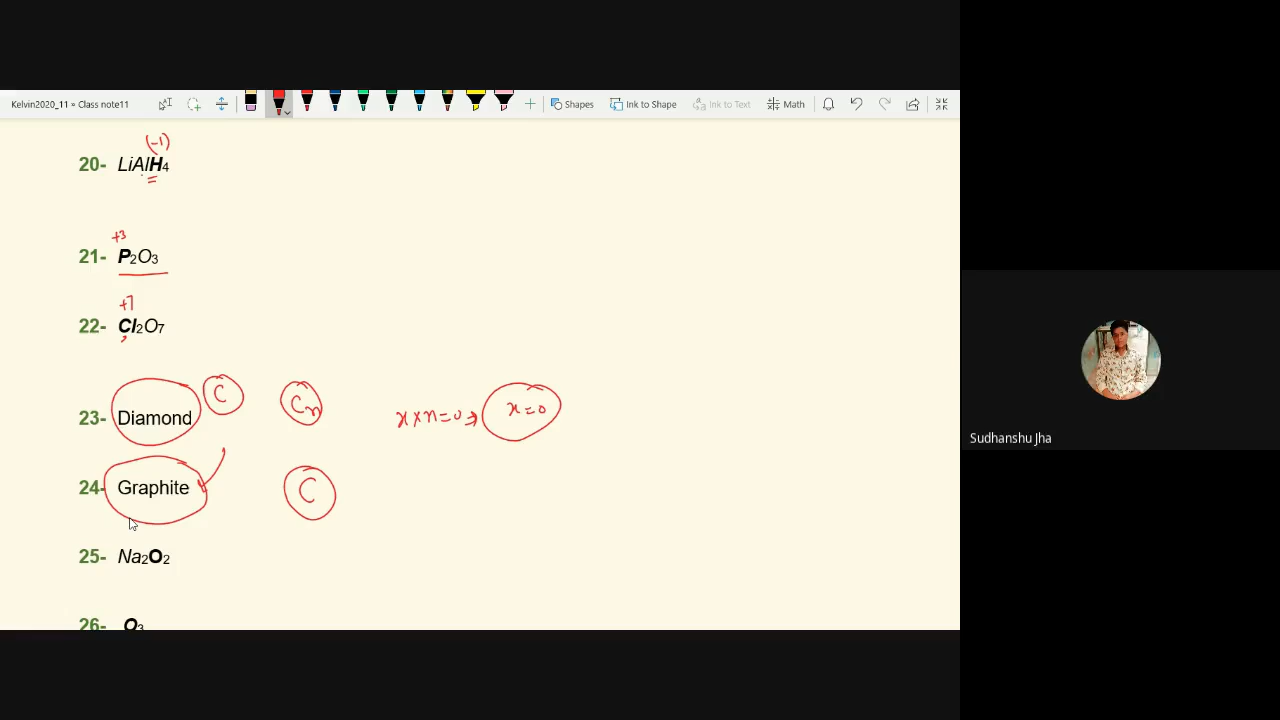 Kelvin2020_11 » Class note11
Shapes
Ink to Shape
Ink to Text
Math
(-1)
20- LiAlH₄
+3
21- P₂O₃
+7
22- Cl₂O₇
23- Diamond C Cn x×n=0→ x=0
24- Graphite C
25- Na₂O₂
26- O₃
Sudhanshu Jha